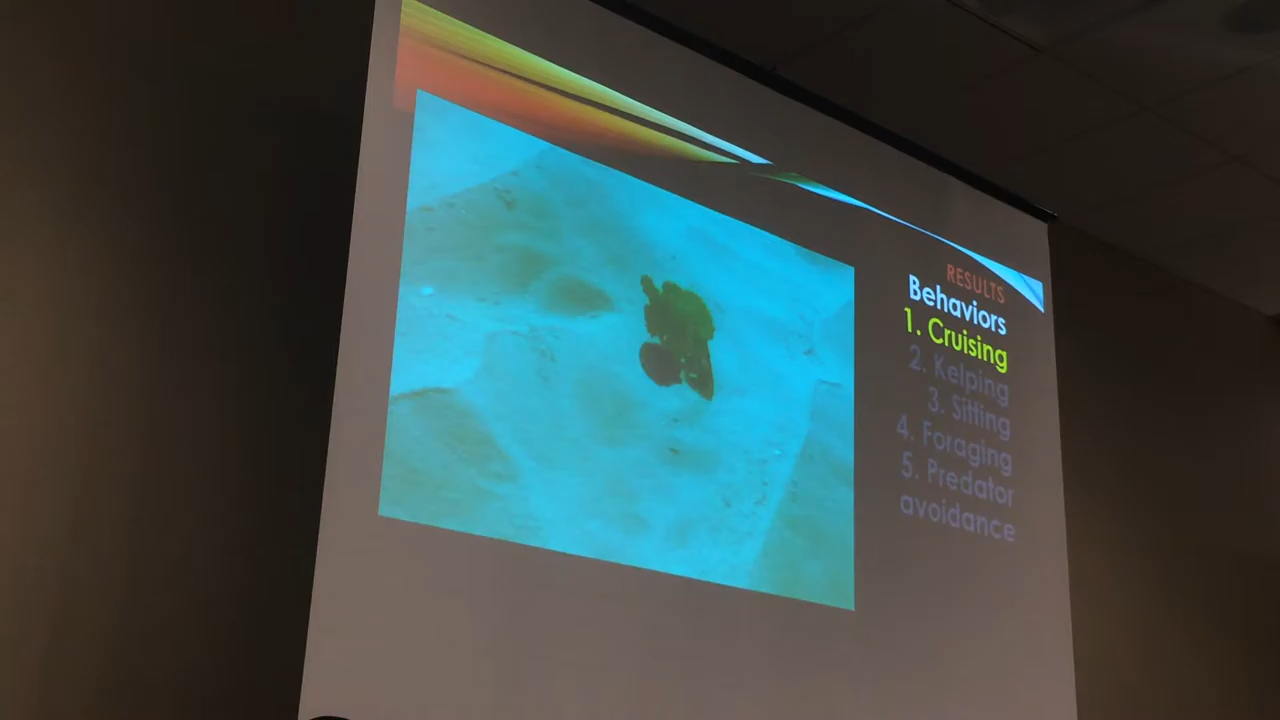 RESULTS
Behaviors
1. Cruising
2. Kelping
3. Sitting
4. Foraging
5. Predator
avoidance